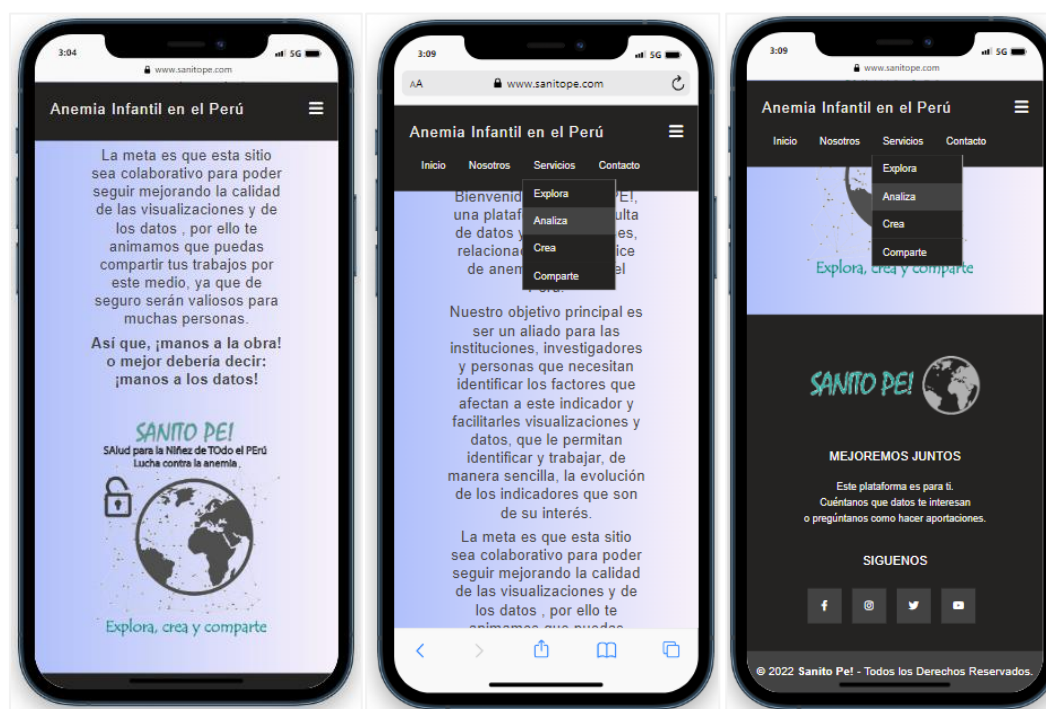 3:04
5G
www.sanitope.com
Anemia Infantil en el Perú
La meta es que esta sitio
sea colaborativo para poder
seguir mejorando la calidad
de las visualizaciones y de
los datos , por ello te
animamos que puedas
compartir tus trabajos por
este medio, ya que de
seguro serán valiosos para
muchas personas.
Así que, ¡manos a la obra!
o mejor debería decir:
¡manos a los datos!
SANITO PE!
SAlud para la NIñez de TOdo el PErú
Lucha contra la anemia
Explora, crea y comparte
3:09
5G
AA
www.sanitope.com
Anemia Infantil en el Perú
Inicio Nosotros Servicios Contacto
Explora
Analiza
Crea
Comparte
Bienvenid PE!,
una plataf ulta
de datos y nes,
relaciona ice
de anem el
Nuestro objetivo principal es
ser un aliado para las
instituciones, investigadores
y personas que necesitan
identificar los factores que
afectan a este indicador y
facilitarles visualizaciones y
datos, que le permitan
identificar y trabajar, de
manera sencilla, la evolución
de los indicadores que son
de su interés.
La meta es que esta sitio
sea colaborativo para poder
seguir mejorando la calidad
de las visualizaciones y de
los datos , por ello te
animamos que puedas
3:09
5G
www.sanitope.com
Anemia Infantil en el Perú
Inicio Nosotros Servicios Contacto
Explora
Analiza
Crea
Comparte
Explora, crea y comparte
SANITO PE!
MEJOREMOS JUNTOS
Este plataforma es para ti.
Cuéntanos que datos te interesan
o pregúntanos como hacer aportaciones.
SIGUENOS
© 2022 Sanito Pe! - Todos los Derechos Reservados.